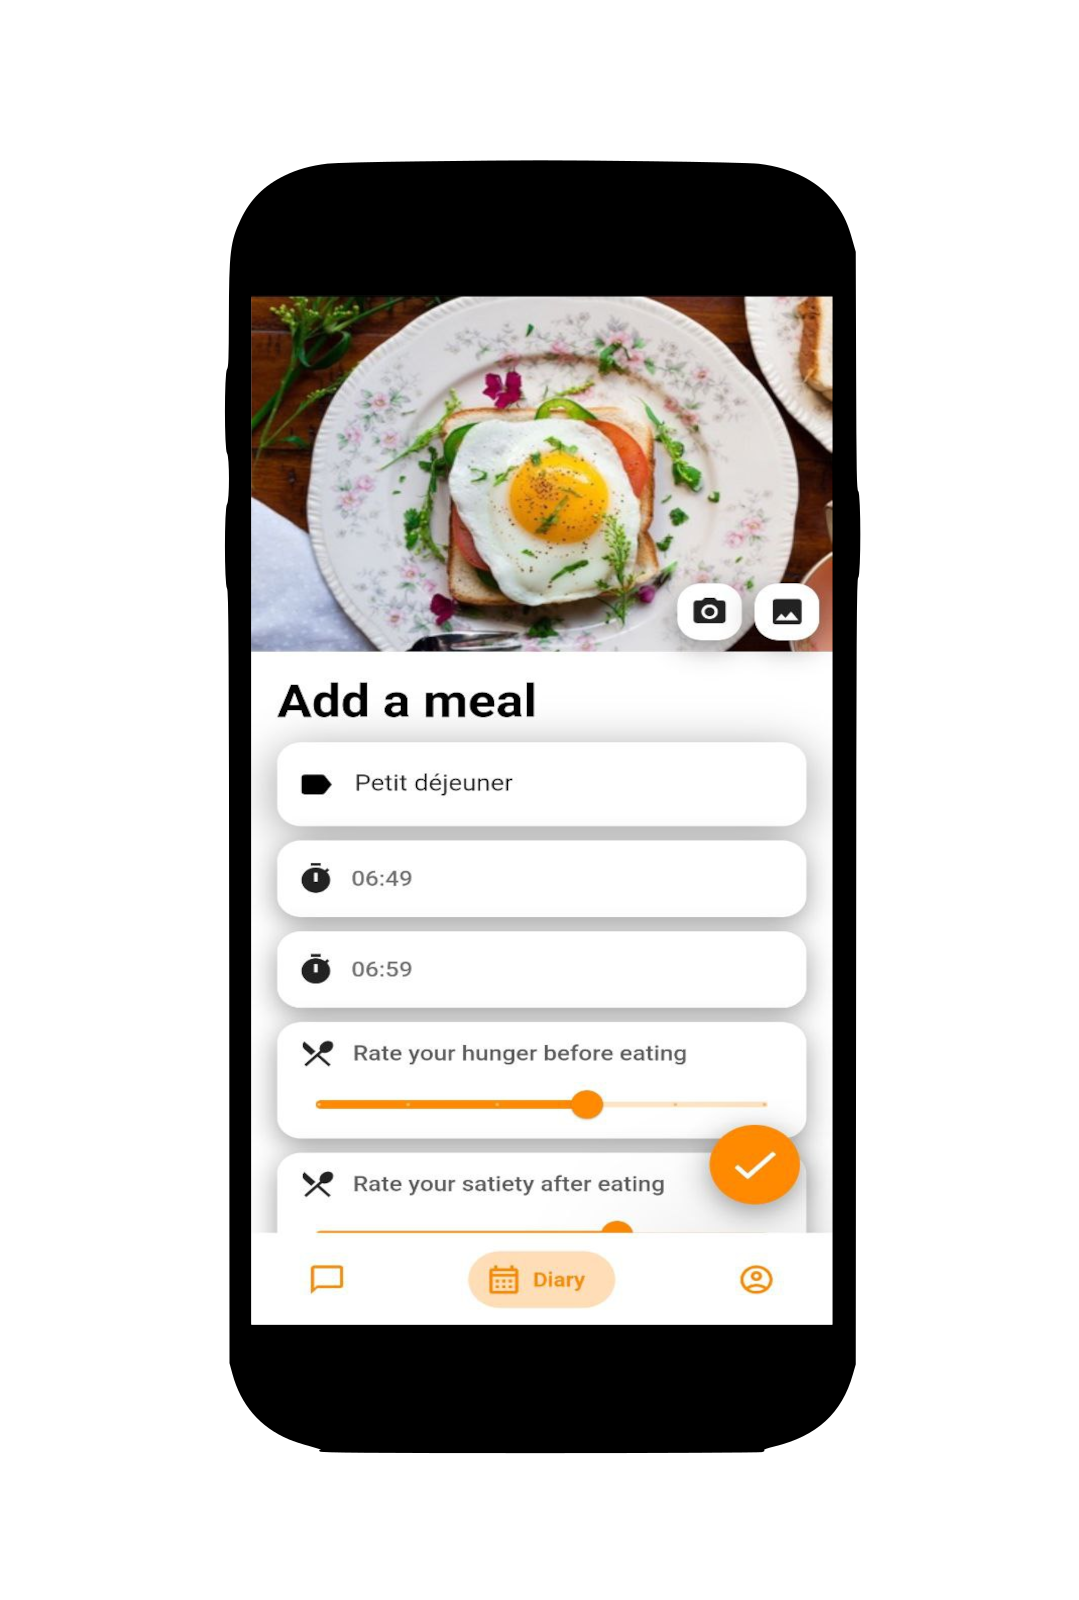 Add a meal
Petit déjeuner
06:49
06:59
Rate your hunger before eating
Rate your satiety after eating
Diary